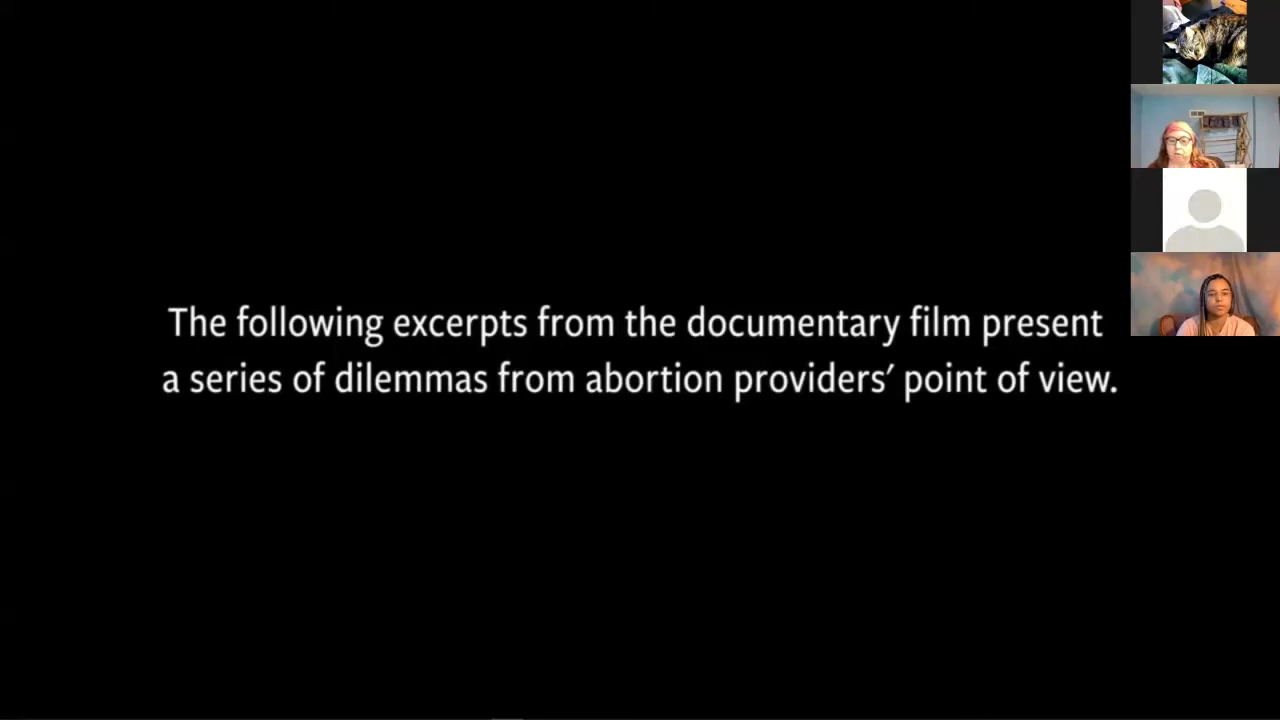 The following excerpts from the documentary film present
a series of dilemmas from abortion providers’ point of view.